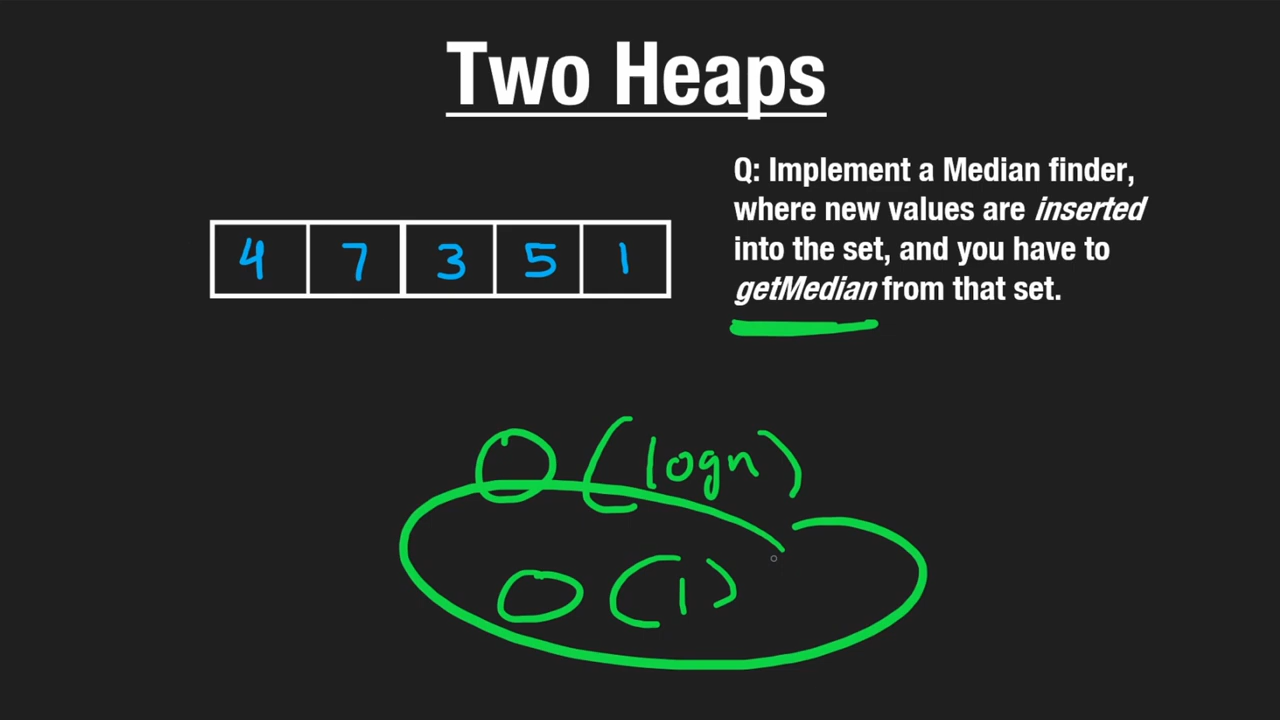 Two Heaps
4 7 3 5 1
Q: Implement a Median finder,
where new values are inserted
into the set, and you have to
getMedian from that set.
O(logn)
O(1)